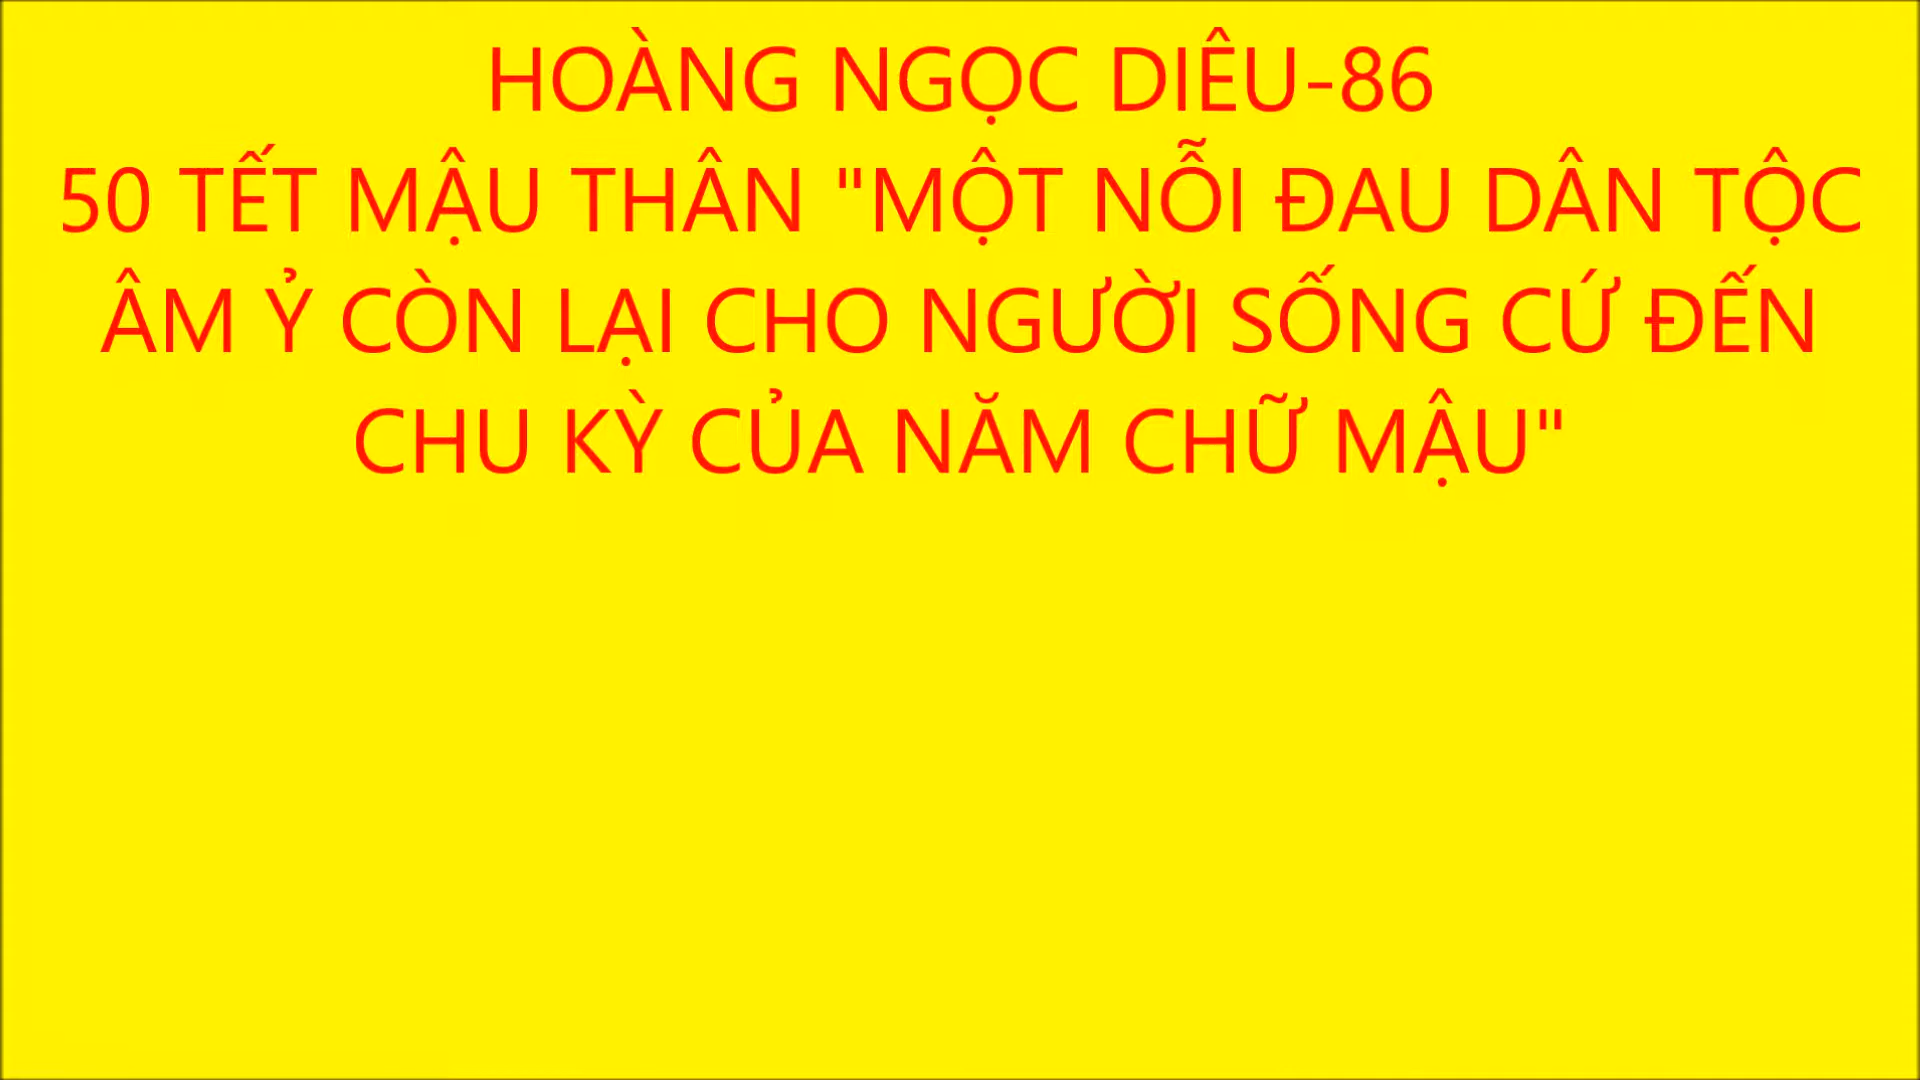 HOÀNG NGỌC DIÊU-86
50 TẾT MẬU THÂN "MỘT NỖI ĐAU DÂN TỘC
ÂM Ỷ CÒN LẠI CHO NGƯỜI SỐNG CỨ ĐẾN
CHU KỲ CỦA NĂM CHỮ MẬU"